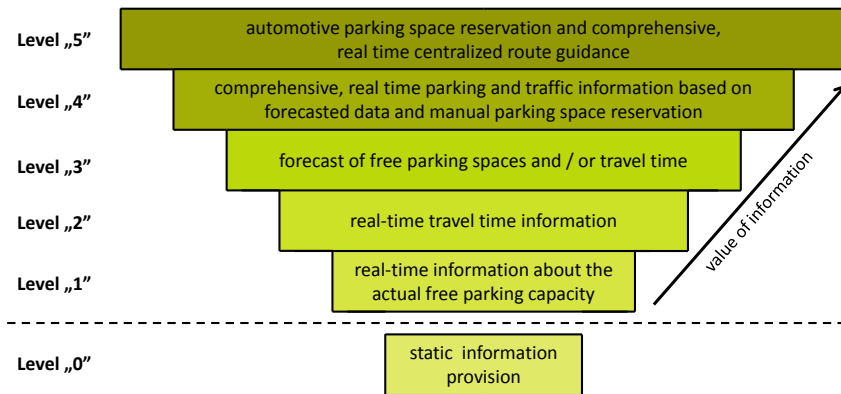 Level „5”
automotive parking space reservation and comprehensive,
real time centralized route guidance
Level „4”
comprehensive, real time parking and traffic information based on
forecasted data and manual parking space reservation
Level „3”
forecast of free parking spaces and / or travel time
Level „2”
real-time travel time information
Level „1”
real-time information about the
actual free parking capacity
value of information
Level „0”
static information
provision